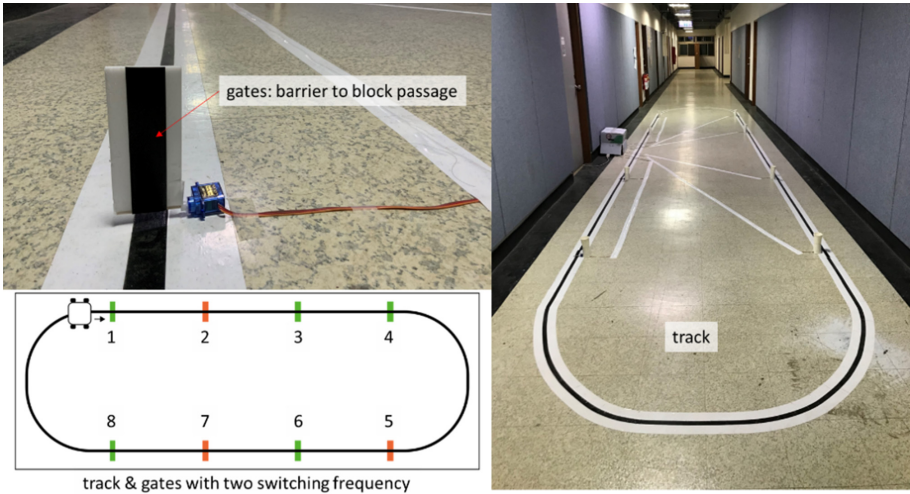 gates: barrier to block passage
track
1 2 3 4
8 7 6 5
track & gates with two switching frequency